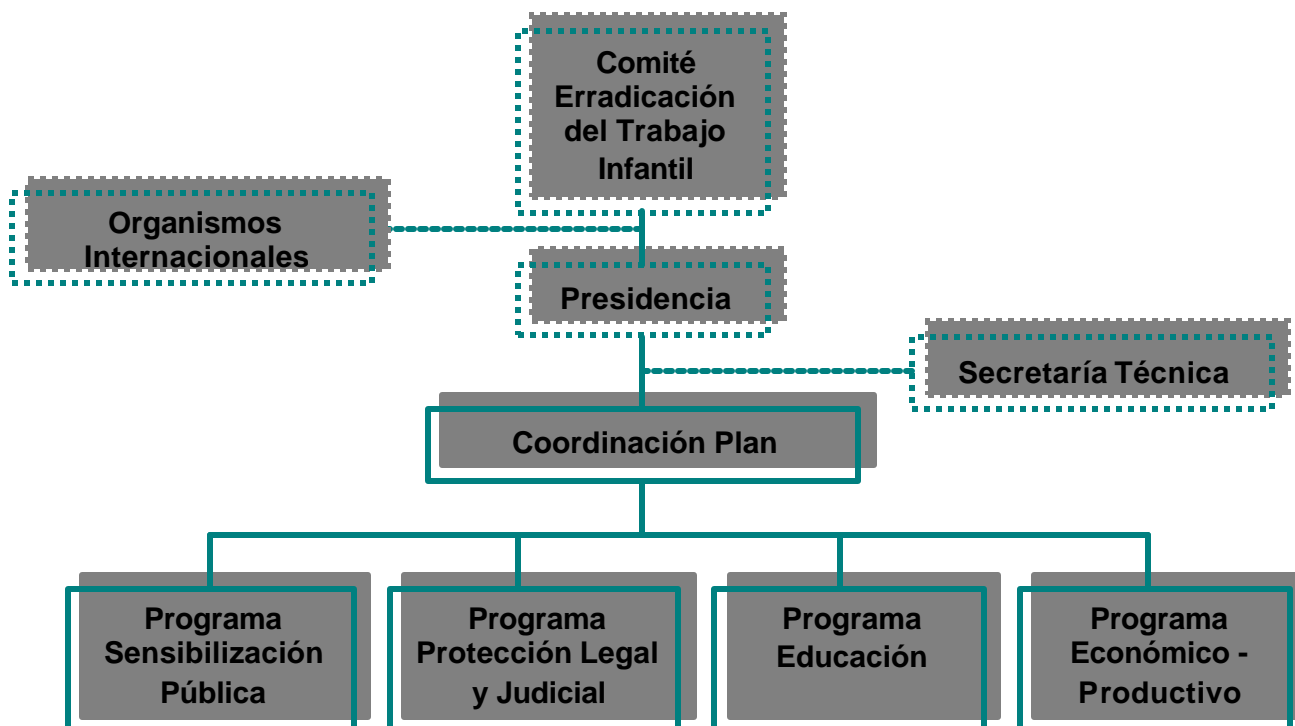 Comité
Erradicación
del Trabajo
Infantil
Organismos
Internacionales
Presidencia
Secretaría Técnica
Coordinación Plan
Programa
Sensibilización
Pública
Programa
Protección Legal
y Judicial
Programa
Educación
Programa
Económico -
Productivo